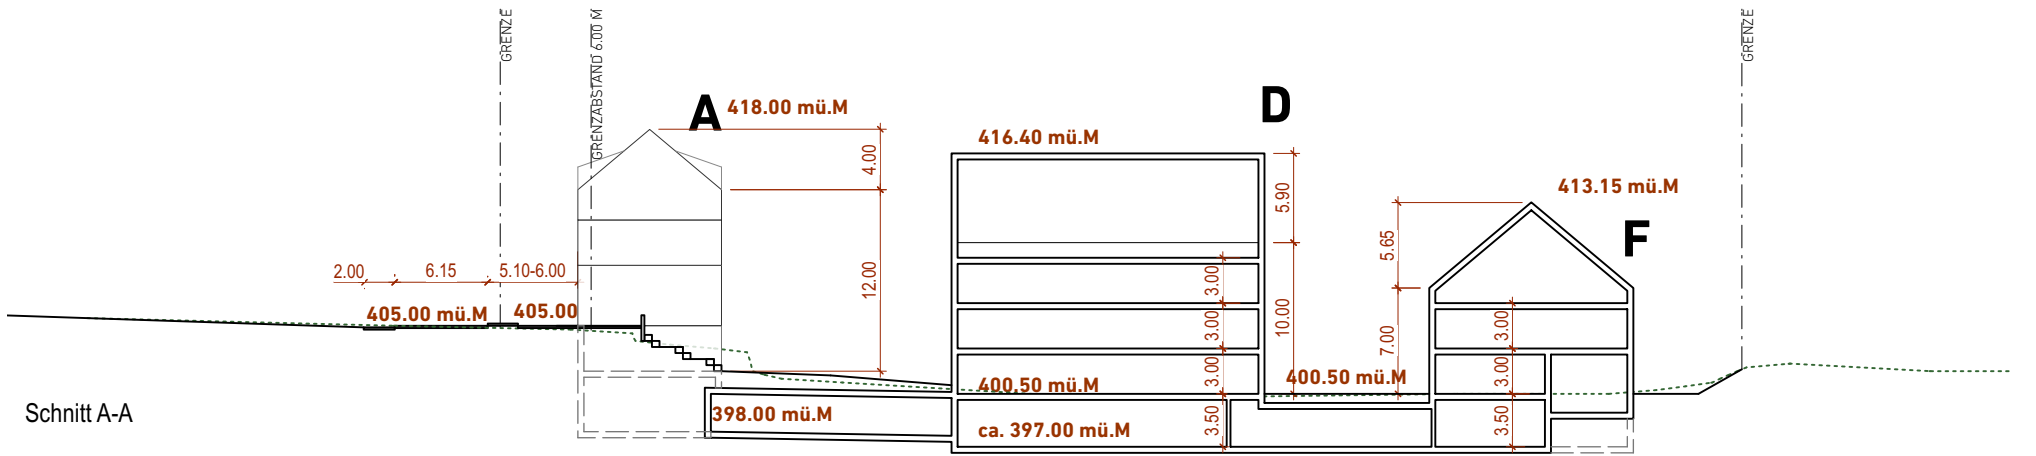 GRENZE
GRENZABSTAND 6.00 M
GRENZE
A
418.00 mü.M
D
416.40 mü.M
4.00
5.90
413.15 mü.M
F
5.65
2.00
6.15
5.10-6.00
12.00
3.00
10.00
405.00 mü.M
405.00
3.00
7.00
3.00
3.00
400.50 mü.M
400.50 mü.M
3.00
Schnitt A-A
398.00 mü.M
ca. 397.00 mü.M
3.50
3.50